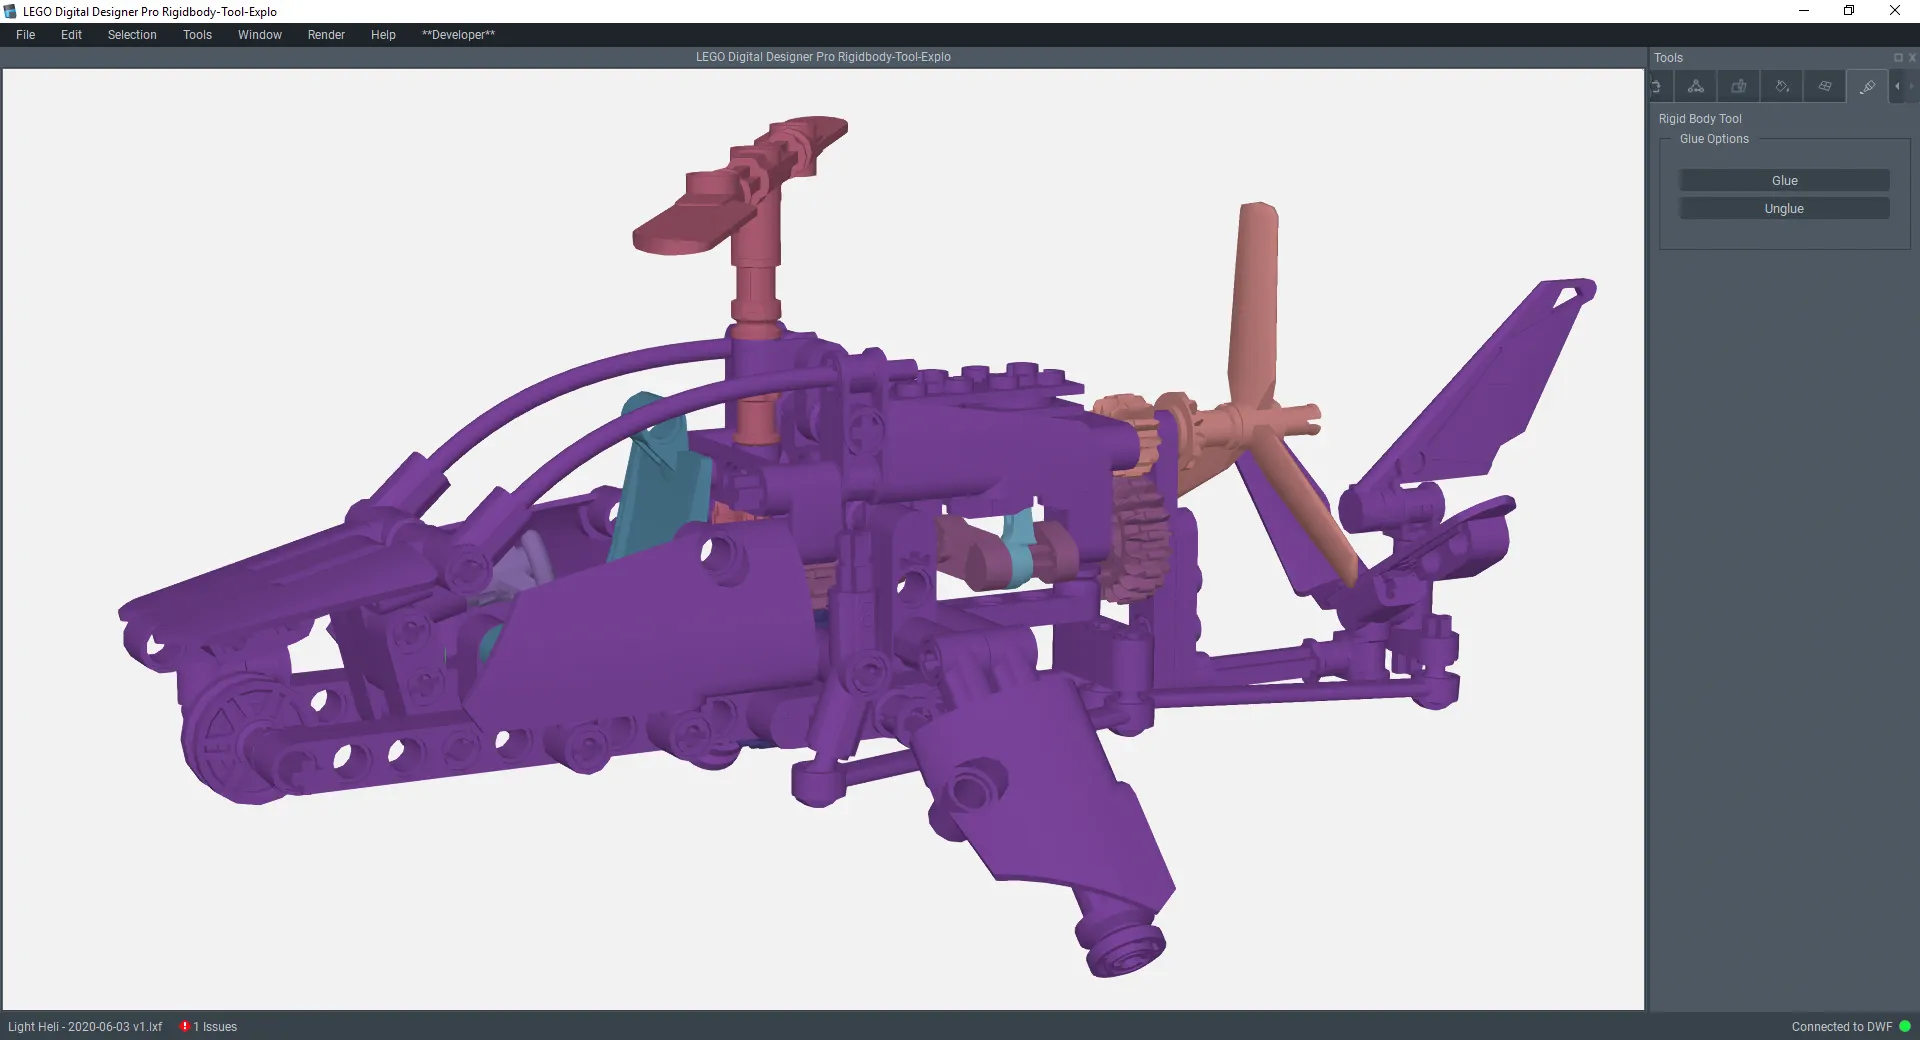 LEGO Digital Designer Pro Rigidbody-Tool-Explo
File Edit Selection Tools Window Render Help **Developer**
LEGO Digital Designer Pro Rigidbody-Tool-Explo
Tools
Rigid Body Tool
Glue Options
Glue
Unglue
Light Heli - 2020-06-03 v1.lxf 1 Issues
Connected to DWF